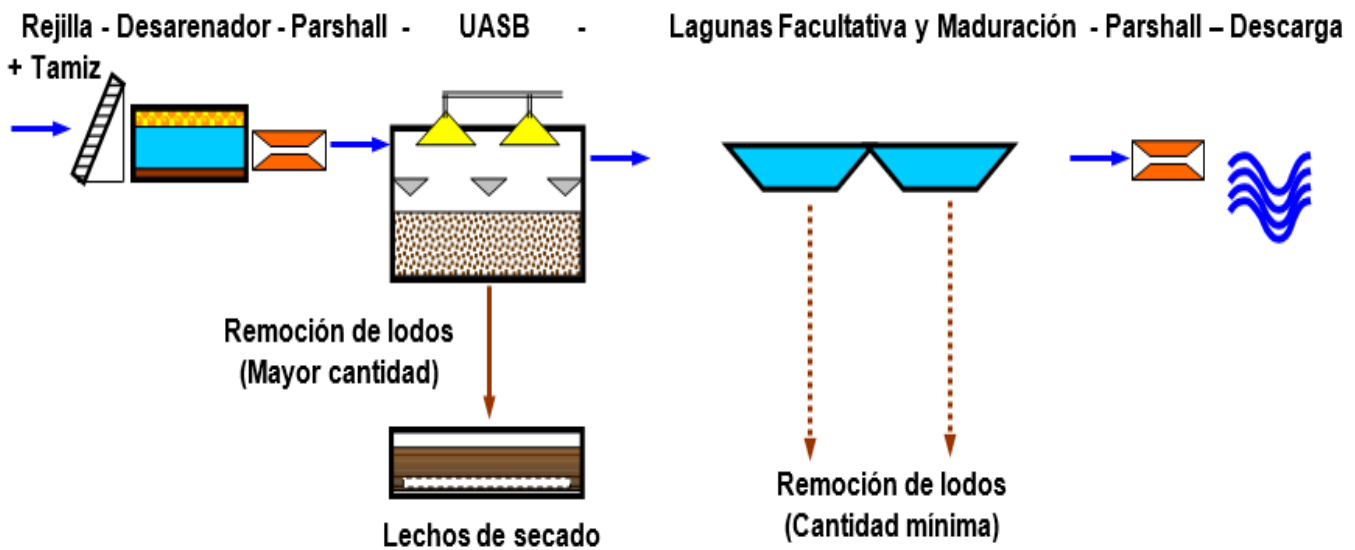 Rejilla - Desarenador - Parshall - UASB - Lagunas Facultativa y Maduración - Parshall – Descarga
+ Tamiz
Remoción de lodos
(Mayor cantidad)
Lechos de secado
Remoción de lodos
(Cantidad mínima)